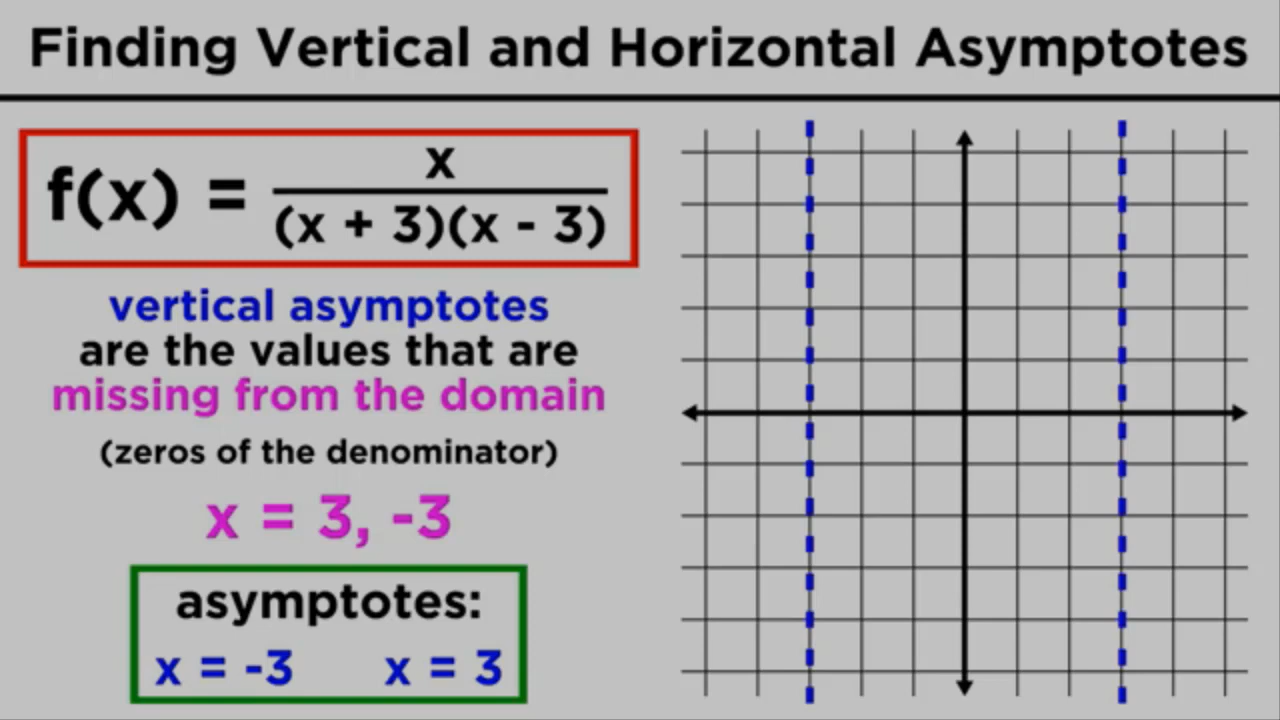 Finding Vertical and Horizontal Asymptotes
f(x) = x / (x + 3)(x - 3)
vertical asymptotes
are the values that are
missing from the domain
(zeros of the denominator)
x = 3, -3
asymptotes:
x = -3 x = 3